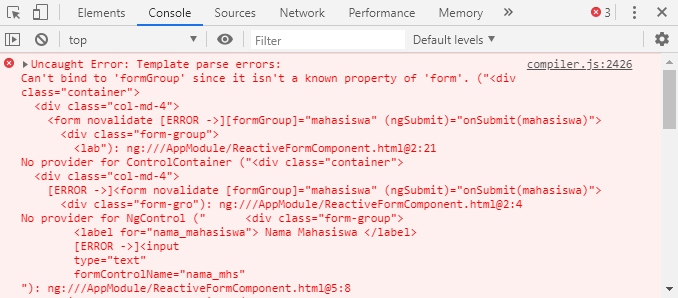 Elements Console Sources Network Performance Memory » 3
top Filter Default levels
Uncaught Error: Template parse errors: compiler.js:2426
Can't bind to 'formGroup' since it isn't a known property of 'form'. ("<div
class="container">
<div class="col-md-4">
<form novalidate [ERROR ->][formGroup]="mahasiswa" (ngSubmit)="onSubmit(mahasiswa)">
<div class="form-group">
<lab"): ng:///AppModule/ReactiveFormComponent.html@2:21
No provider for ControlContainer ("<div class="container">
<div class="col-md-4">
[ERROR ->]<form novalidate [formGroup]="mahasiswa" (ngSubmit)="onSubmit(mahasiswa)">
<div class="form-gro"): ng:///AppModule/ReactiveFormComponent.html@2:4
No provider for NgControl (" <div class="form-group">
<label for="nama_mahasiswa"> Nama Mahasiswa </label>
[ERROR ->]<input
type="text"
formControlName="nama_mhs"
"): ng:///AppModule/ReactiveFormComponent.html@5:8